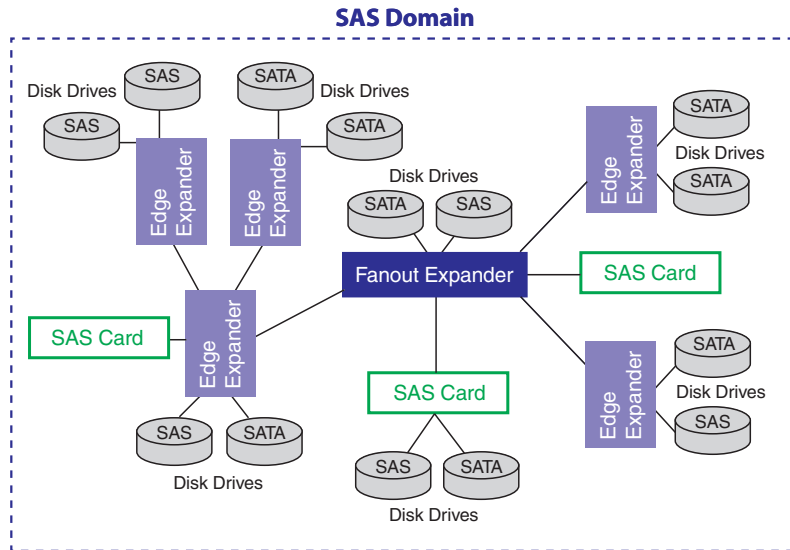 SAS Domain
SAS
SATA
Disk Drives
Disk Drives
SAS
SATA
Edge
Expander
Edge
Expander
SATA
Disk Drives
SATA
Edge
Expander
Disk Drives
SATA
SAS
Fanout Expander
SAS Card
SAS Card
Edge
Expander
SAS Card
SAS
SATA
Disk Drives
SAS
SATA
Disk Drives
Edge
Expander
SATA
Disk Drives
SAS